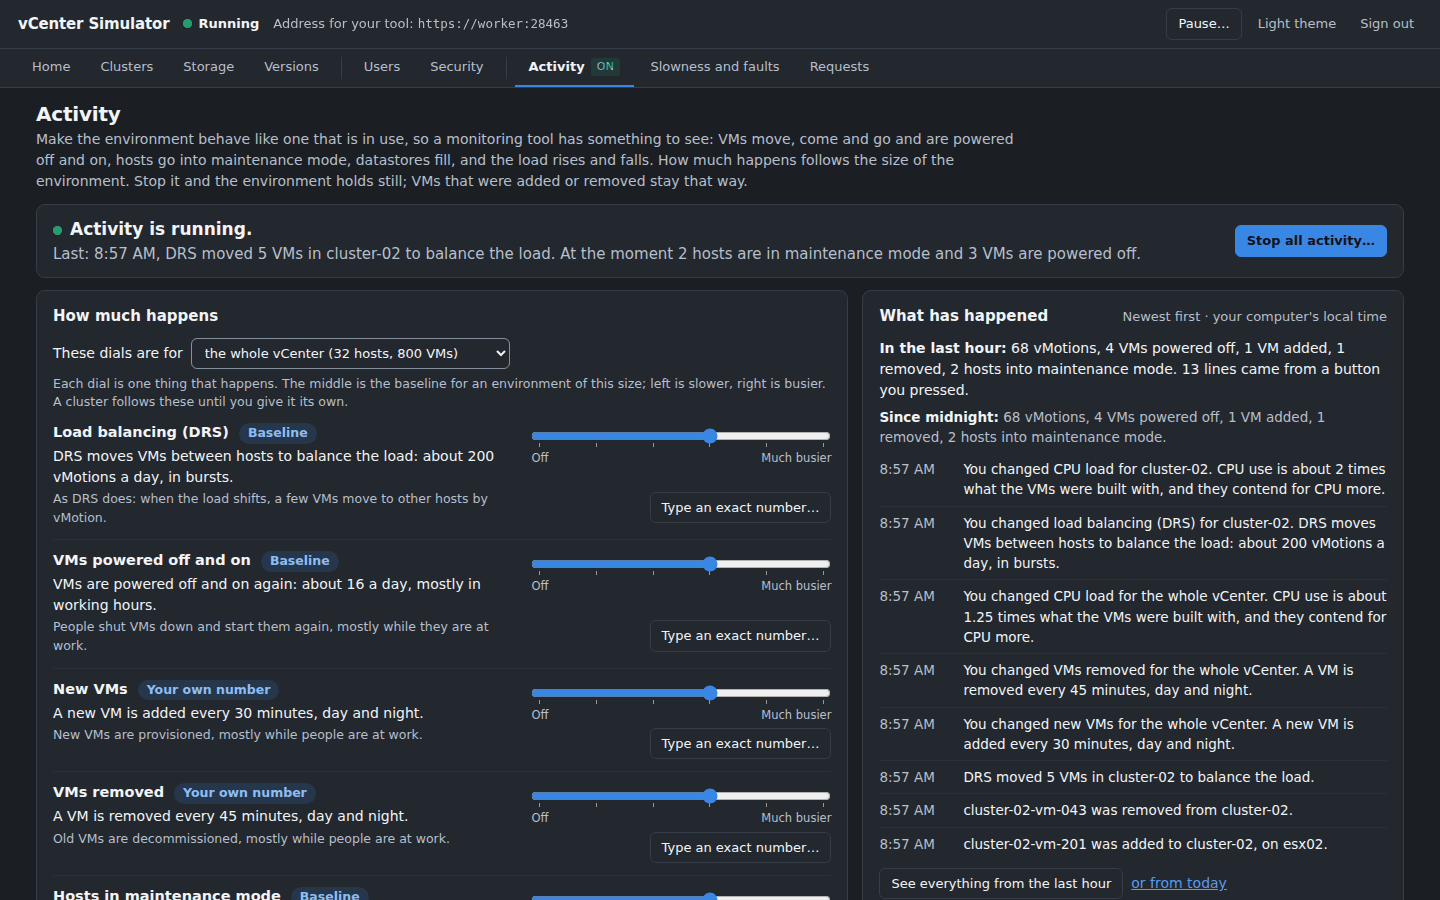 vCenter Simulator Running Address for your tool: https://worker:28463 Pause... Light theme Sign out
Home Clusters Storage Versions Users Security Activity ON Slowness and faults Requests
Activity
Make the environment behave like one that is in use, so a monitoring tool has something to see: VMs move, come and go and are powered
off and on, hosts go into maintenance mode, datastores fill, and the load rises and falls. How much happens follows the size of the
environment. Stop it and the environment holds still; VMs that were added or removed stay that way.
Activity is running.
Last: 8:57 AM, DRS moved 5 VMs in cluster-02 to balance the load. At the moment 2 hosts are in maintenance mode and 3 VMs are powered off.
Stop all activity...
How much happens
These dials are for the whole vCenter (32 hosts, 800 VMs)
Each dial is one thing that happens. The middle is the baseline for an environment of this size; left is slower, right is busier.
A cluster follows these until you give it its own.
Load balancing (DRS) Baseline
DRS moves VMs between hosts to balance the load: about 200
vMotions a day, in bursts.
As DRS does: when the load shifts, a few VMs move to other hosts by
vMotion.
Off Much busier
Type an exact number...
VMs powered off and on Baseline
VMs are powered off and on again: about 16 a day, mostly in
working hours.
People shut VMs down and start them again, mostly while they are at
work.
Off Much busier
Type an exact number...
New VMs Your own number
A new VM is added every 30 minutes, day and night.
New VMs are provisioned, mostly while people are at work.
Off Much busier
Type an exact number...
VMs removed Your own number
A VM is removed every 45 minutes, day and night.
Old VMs are decommissioned, mostly while people are at work.
Off Much busier
Type an exact number...
Hosts in maintenance mode Baseline
What has happened Newest first · your computer's local time
In the last hour: 68 vMotions, 4 VMs powered off, 1 VM added, 1
removed, 2 hosts into maintenance mode. 13 lines came from a button
you pressed.
Since midnight: 68 vMotions, 4 VMs powered off, 1 VM added, 1
removed, 2 hosts into maintenance mode.
8:57 AM You changed CPU load for cluster-02. CPU use is about 2 times
what the VMs were built with, and they contend for CPU more.
8:57 AM You changed load balancing (DRS) for cluster-02. DRS moves
VMs between hosts to balance the load: about 200 vMotions a
day, in bursts.
8:57 AM You changed CPU load for the whole vCenter. CPU use is about
1.25 times what the VMs were built with, and they contend for
CPU more.
8:57 AM You changed VMs removed for the whole vCenter. A VM is
removed every 45 minutes, day and night.
8:57 AM You changed new VMs for the whole vCenter. A new VM is
added every 30 minutes, day and night.
8:57 AM DRS moved 5 VMs in cluster-02 to balance the load.
8:57 AM cluster-02-vm-043 was removed from cluster-02.
8:57 AM cluster-02-vm-201 was added to cluster-02, on esx02.
See everything from the last hour or from today